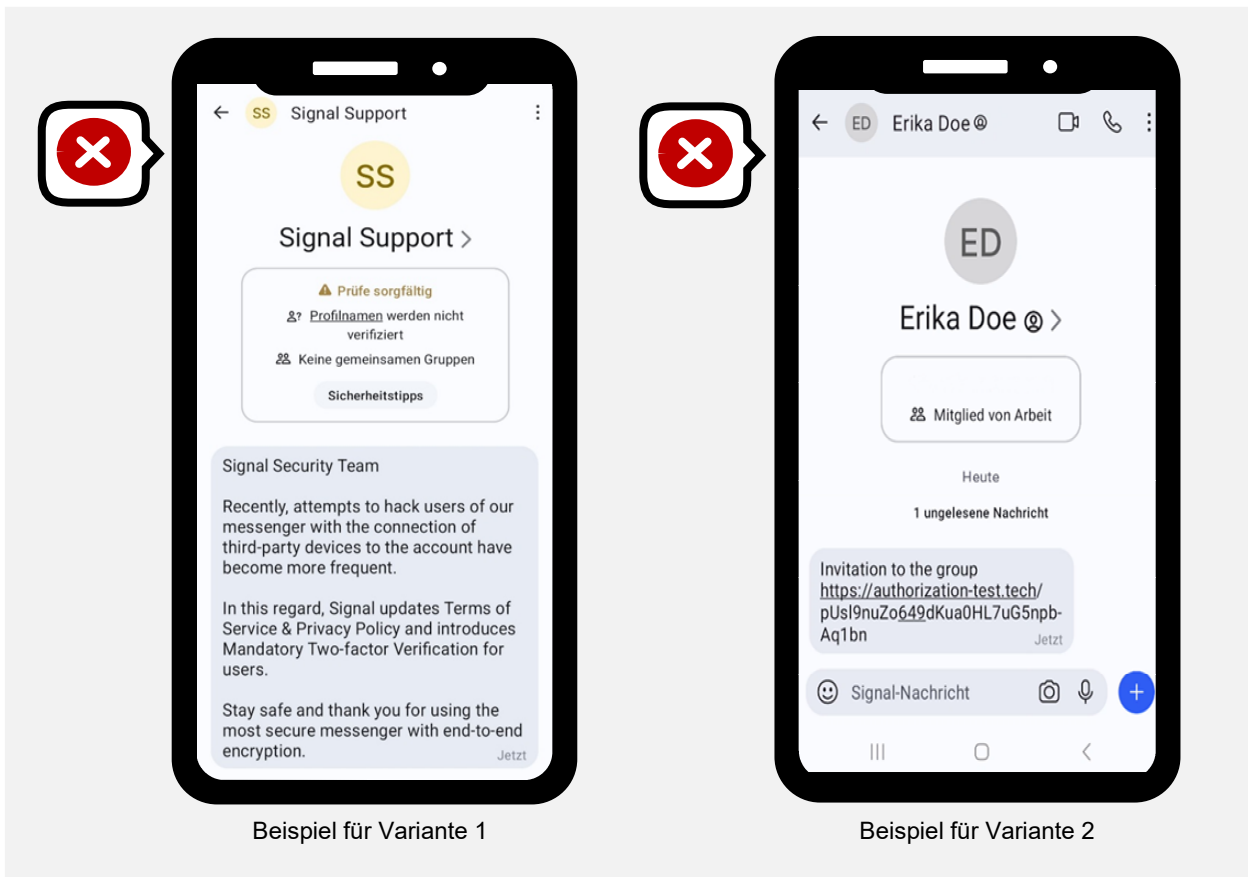 SS Signal Support
SS
Signal Support >
Prüfe sorgfältig
Profilnamen werden nicht
verifiziert
Keine gemeinsamen Gruppen
Sicherheitstipps
Signal Security Team
Recently, attempts to hack users of our
messenger with the connection of
third-party devices to the account have
become more frequent.
In this regard, Signal updates Terms of
Service & Privacy Policy and introduces
Mandatory Two-factor Verification for
users.
Stay safe and thank you for using the
most secure messenger with end-to-end
encryption.
Jetzt
Beispiel für Variante 1
ED Erika Doe
ED
Erika Doe >
Mitglied von Arbeit
Heute
1 ungelesene Nachricht
Invitation to the group
https://authorization-test.tech/
pUsl9nuZo649dKua0HL7uG5npb-
Aq1bn
Jetzt
Signal-Nachricht
Beispiel für Variante 2